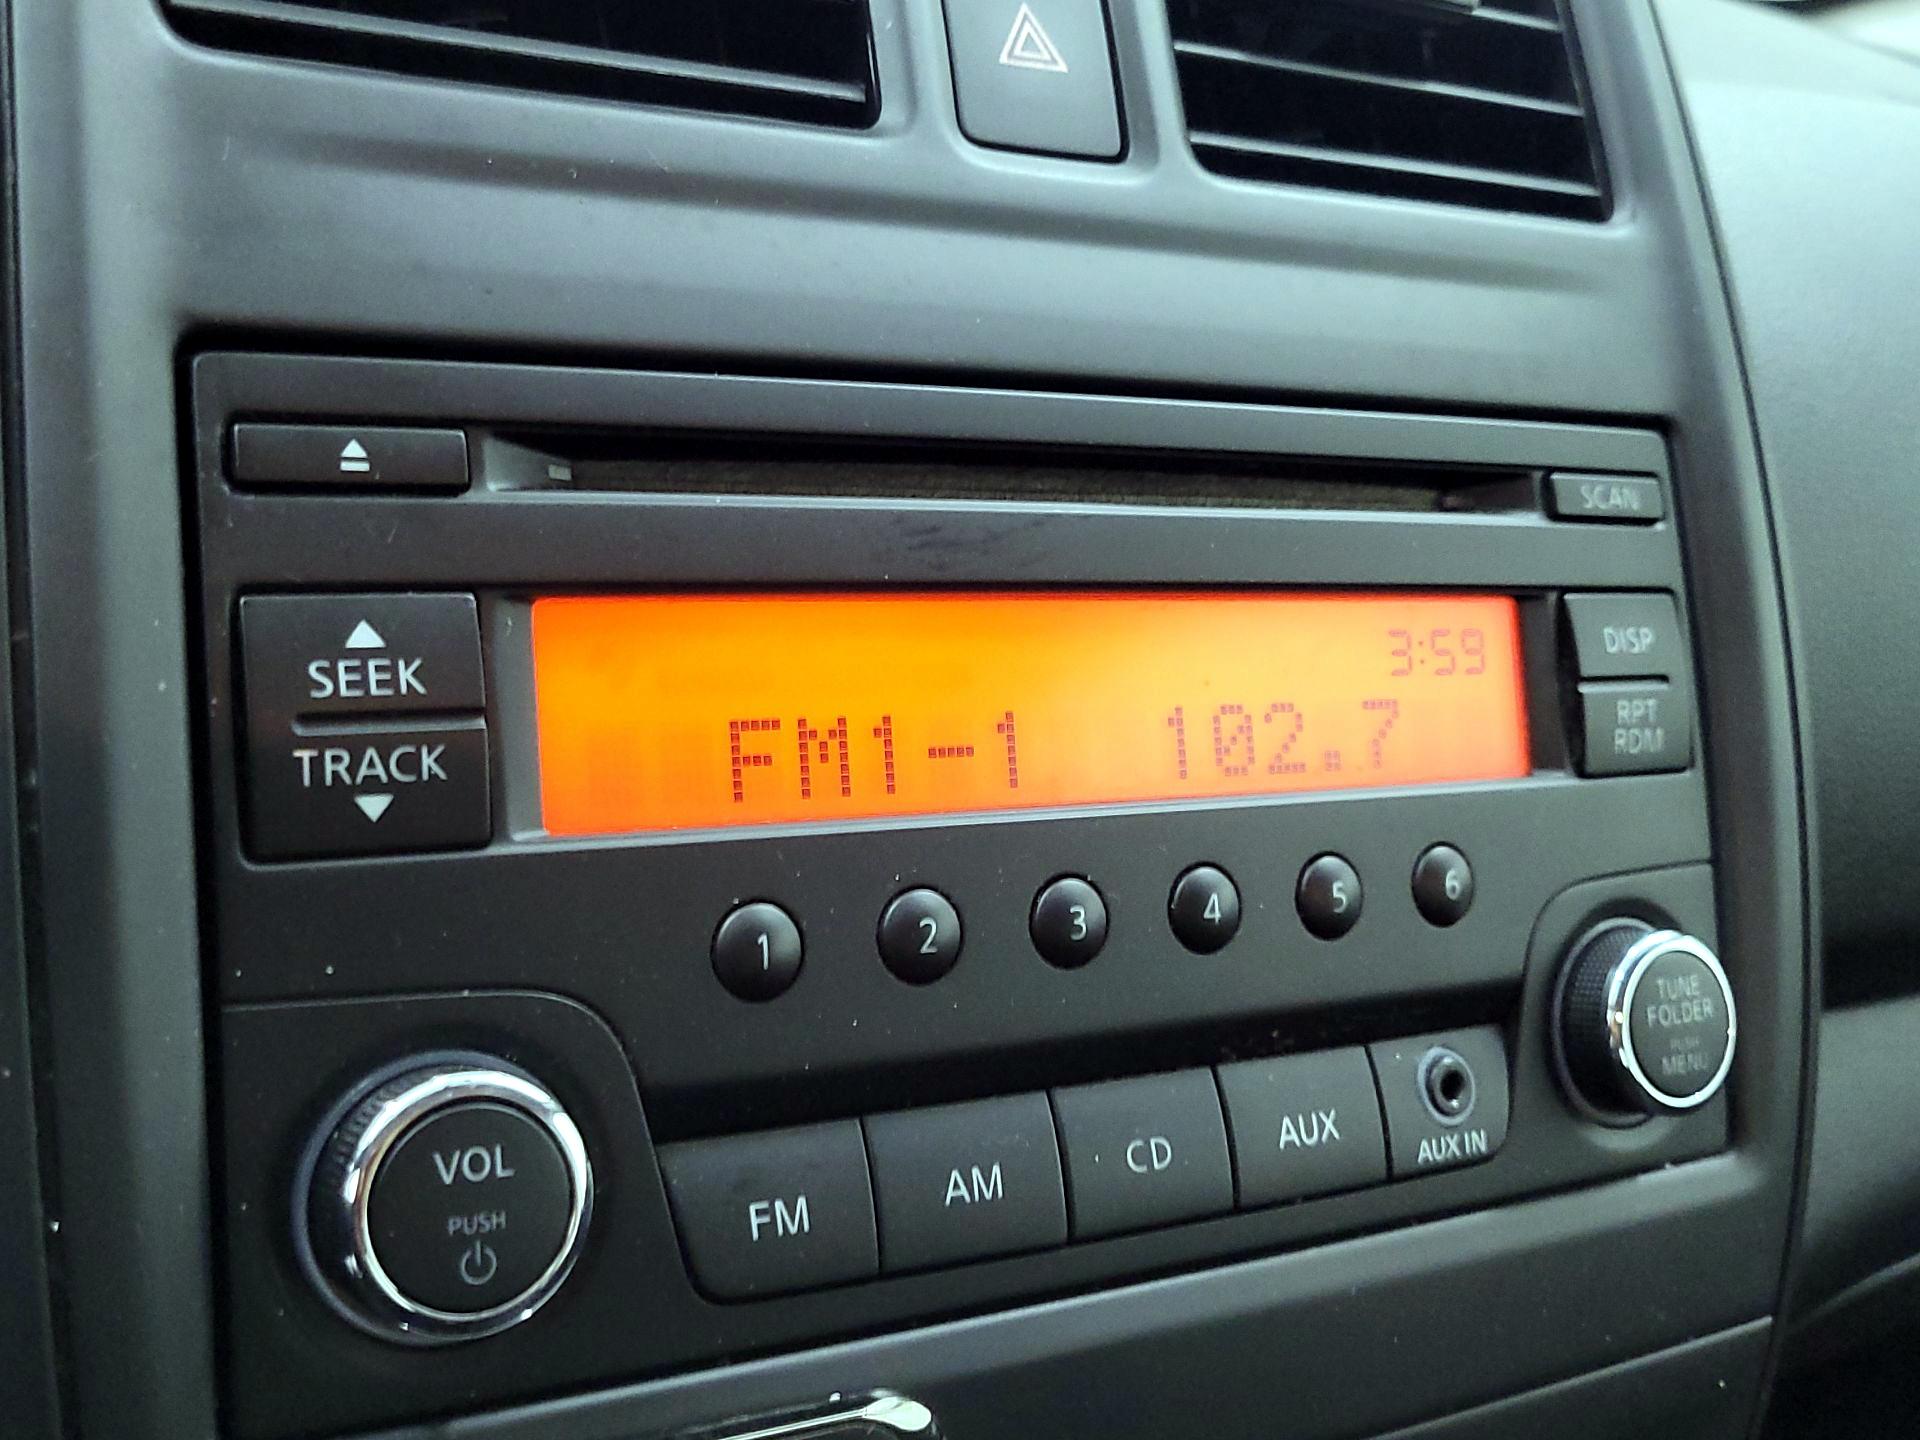 SCAN
SEEK
TRACK
3:59
FM1-1 102.7
DISP
RPT
RDM
1 2 3 4 5 6
TUNE
FOLDER
PUSH
MENU
VOL
PUSH
FM AM CD AUX AUX IN